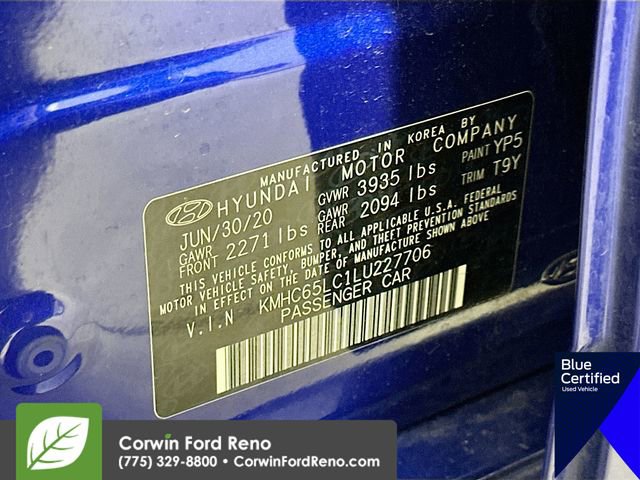 MANUFACTURED IN KOREA BY
HYUNDAI MOTOR COMPANY
JUN/30/20 GVWR 3935 lbs PAINT YP5
GAWR FRONT 2271 lbs GAWR REAR 2094 lbs TRIM T9Y
THIS VEHICLE CONFORMS TO ALL APPLICABLE U.S.A. FEDERAL
MOTOR VEHICLE SAFETY, BUMPER, AND THEFT PREVENTION STANDARDS
IN EFFECT ON THE DATE OF MANUFACTURE SHOWN ABOVE
V.I.N KMHC65LC1LU227706
PASSENGER CAR
Blue
Certified
Used Vehicle
Corwin Ford Reno
(775) 329-8800 • CorwinFordReno.com